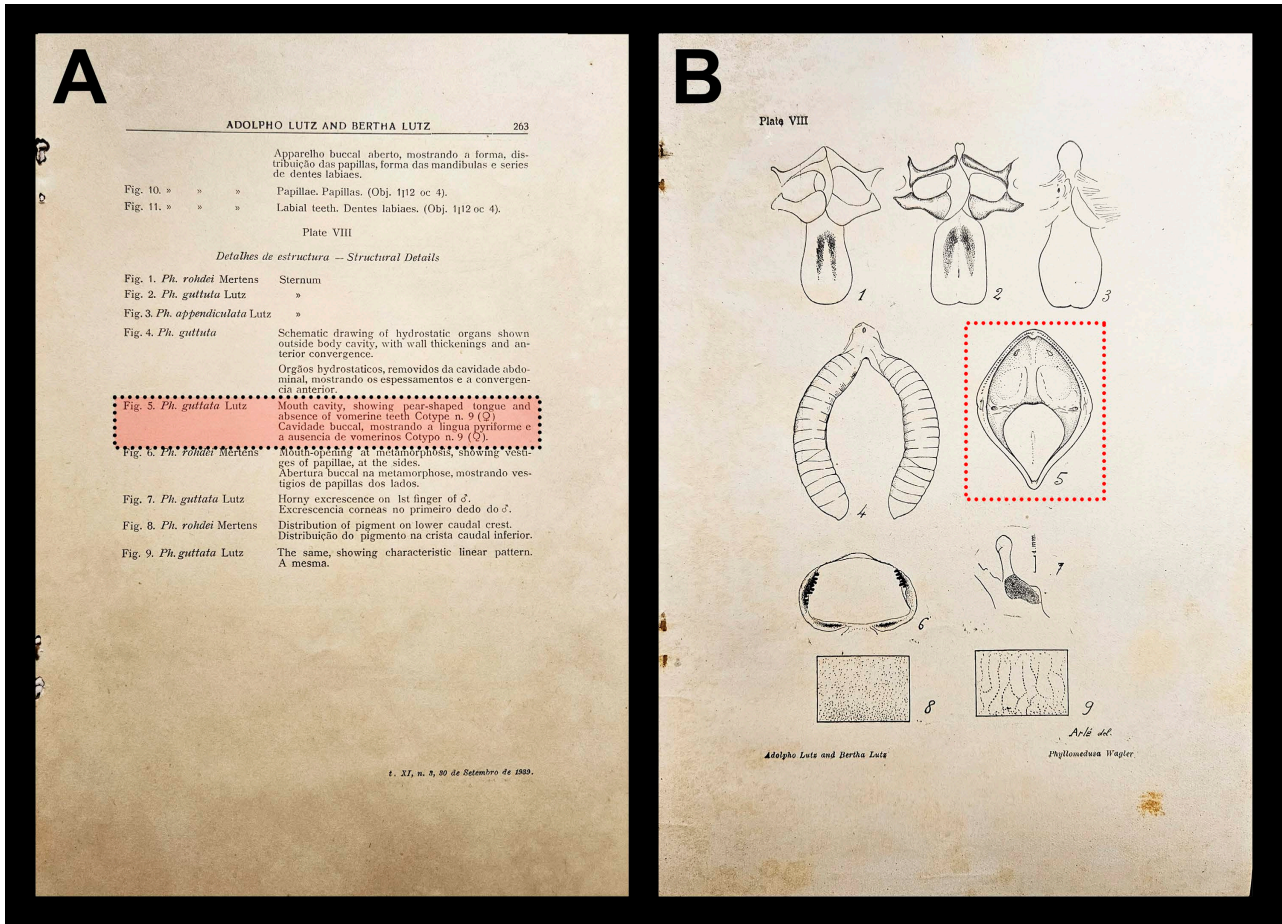 A
ADOLPHO LUTZ AND BERTHA LUTZ 263
Apparelho buccal aberto, mostrando a forma, dis-
tribuição das papillas, forma das mandibulas e series
de dentes labiaes.
Fig. 10. » » » Papillae. Papillas. (Obj. 1|12 oc 4).
Fig. 11. » » » Labial teeth. Dentes labiaes. (Obj. 1|12 oc 4).
Plate VIII
Detalhes de estructura — Structural Details
Fig. 1. Ph. rohdei Mertens Sternum
Fig. 2. Ph. guttuta Lutz »
Fig. 3. Ph. appendiculata Lutz »
Fig. 4. Ph. guttuta Schematic drawing of hydrostatic organs shown
outside body cavity, with wall thickenings and an-
terior convergence.
Orgãos hydrostaticos, removidos da cavidade abdo-
minal, mostrando os espessamentos e a convergen-
cia anterior.
Fig. 5. Ph. guttata Lutz Mouth cavity, showing pear-shaped tongue and
absence of vomerine teeth Cotype n. 9 (♀)
Cavidade buccal, mostrando a lingua pyriforme e
a ausencia de vomerinos Cotypo n. 9 (♀).
Fig. 6. Ph. rohdei Mertens Mouth-opening at metamorphosis, showing vesti-
ges of papillae, at the sides.
Abertura buccal na metamorphose, mostrando ves-
tigios de papillas dos lados.
Fig. 7. Ph. guttata Lutz Horny excrescence on 1st finger of ♂.
Excrescencia corneas no primeiro dedo do ♂.
Fig. 8. Ph. rohdei Mertens Distribution of pigment on lower caudal crest.
Distribuição do pigmento na crista caudal inferior.
Fig. 9. Ph. guttata Lutz The same, showing characteristic linear pattern.
A mesma.
t. XI, n. 3, 30 de Setembro de 1939.
B
Plate VIII
1 2 3
4 5
6 7
mm.
8 9
Arlé del.
Adolpho Lutz and Bertha Lutz Phyllomedusa Wagler